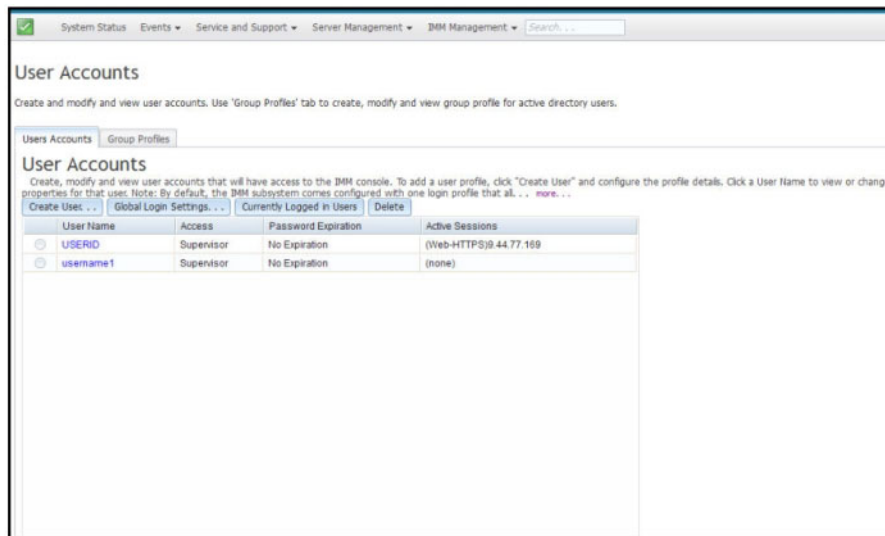 System Status Events Service and Support Server Management IMM Management Search. . .
User Accounts
Create and modify and view user accounts. Use 'Group Profiles' tab to create, modify and view group profile for active directory users.
Users Accounts Group Profiles
User Accounts
Create, modify and view user accounts that will have access to the IMM console. To add a user profile, click "Create User" and configure the profile details. Click a User Name to view or chang
properties for that user. Note: By default, the IMM subsystem comes configured with one login profile that al. . . more. . .
Create User. . . Global Login Settings. . . Currently Logged in Users Delete
User Name Access Password Expiration Active Sessions
USERID Supervisor No Expiration (Web-HTTPS)9.44.77.169
username1 Supervisor No Expiration (none)